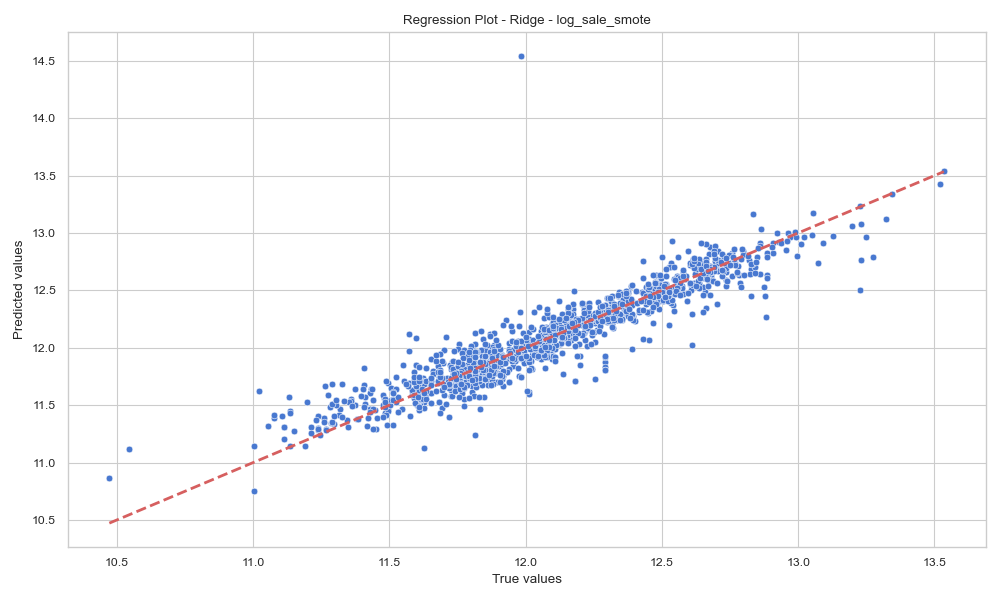 Regression Plot - Ridge - log_sale_smote
14.5
14.0
13.5
13.0
12.5
12.0
11.5
11.0
10.5
Predicted values
10.5 11.0 11.5 12.0 12.5 13.0 13.5
True values